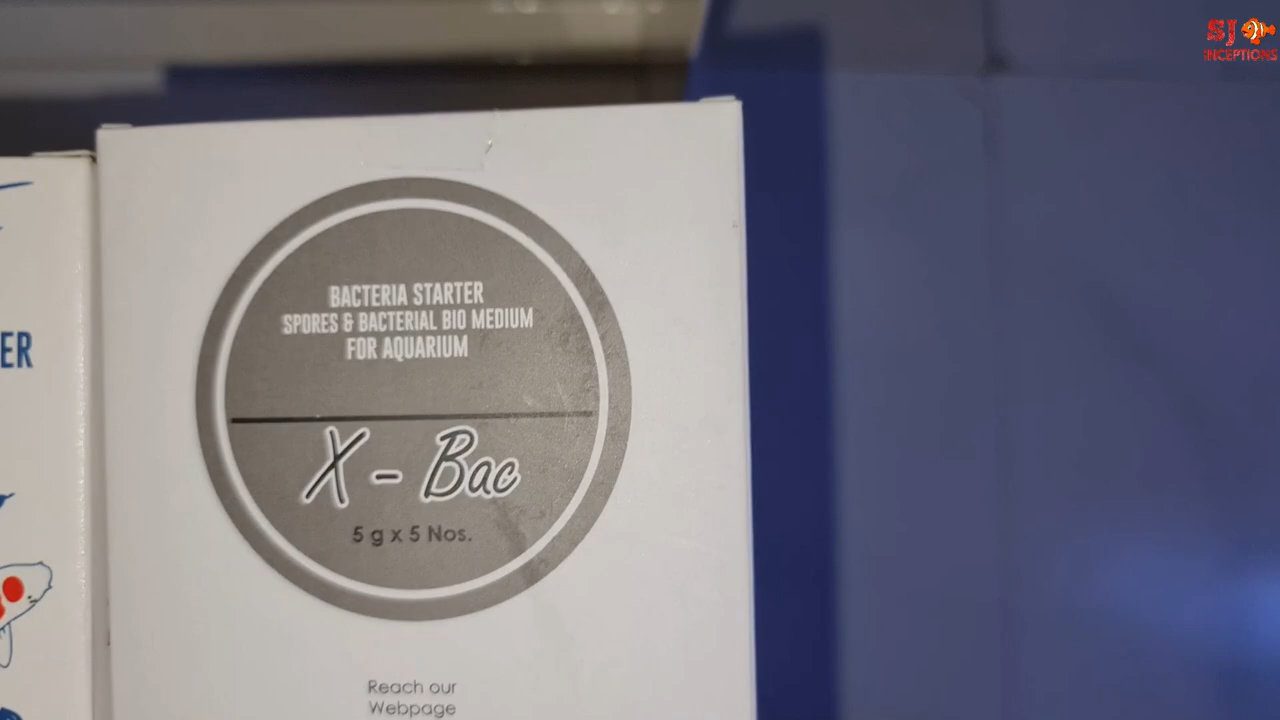 SJ
INCEPTIONS
BACTERIA STARTER
SPORES & BACTERIAL BIO MEDIUM
FOR AQUARIUM
ER
X - Bac
5 g x 5 Nos.
Reach our
Webpage